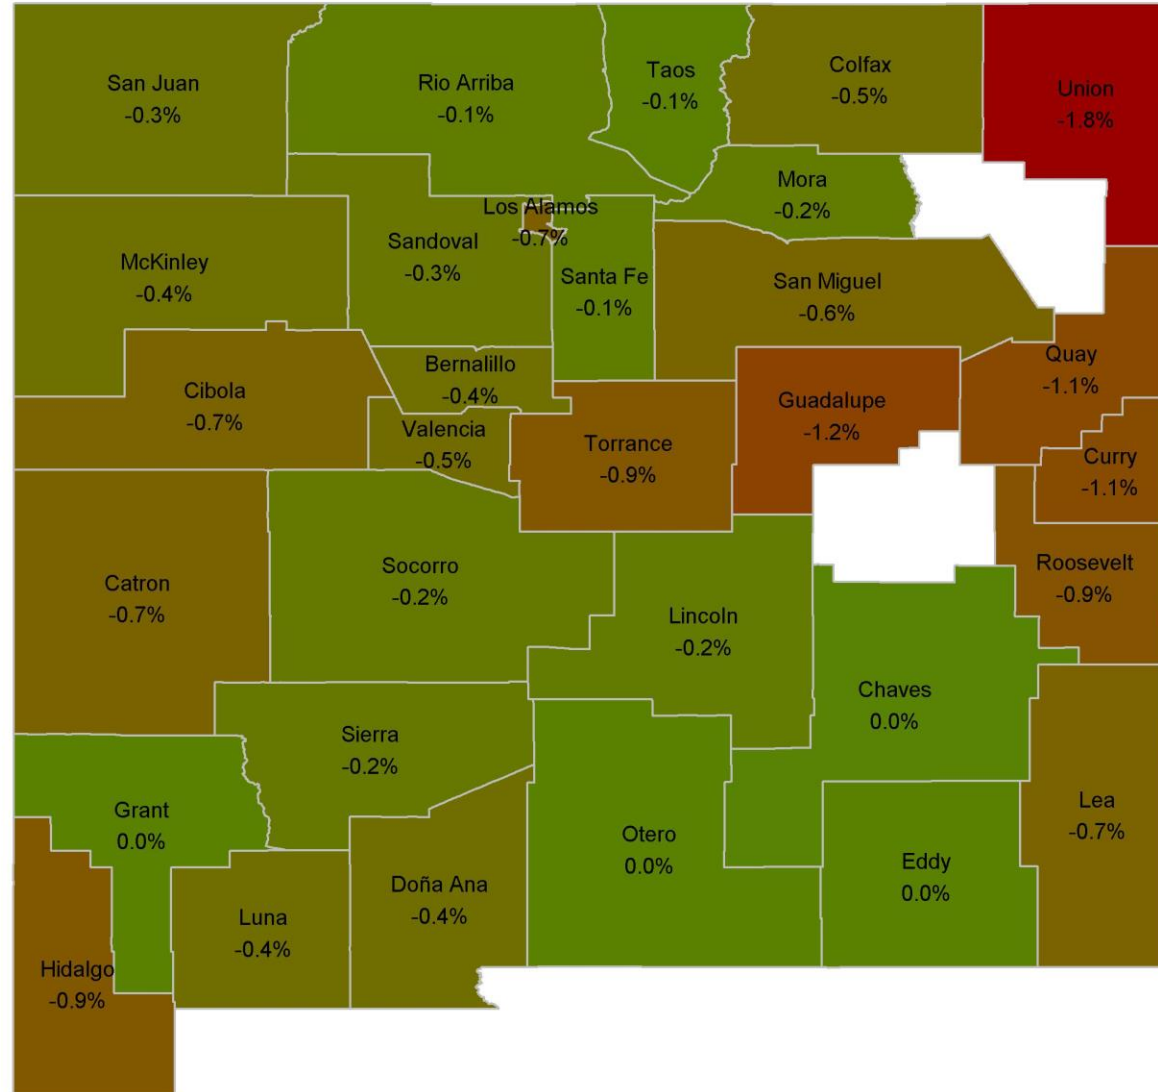 San Juan
-0.3%
Rio Arriba
-0.1%
Taos
-0.1%
Colfax
-0.5%
Union
-1.8%
Mora
-0.2%
Los Alamos
-0.7%
McKinley
-0.4%
Sandoval
-0.3%
Santa Fe
-0.1%
San Miguel
-0.6%
Quay
-1.1%
Bernalillo
-0.4%
Cibola
-0.7%
Guadalupe
-1.2%
Valencia
-0.5%
Torrance
-0.9%
Curry
-1.1%
Catron
-0.7%
Socorro
-0.2%
Roosevelt
-0.9%
Lincoln
-0.2%
Chaves
0.0%
Sierra
-0.2%
Grant
0.0%
Lea
-0.7%
Otero
0.0%
Eddy
0.0%
Doña Ana
-0.4%
Luna
-0.4%
Hidalgo
-0.9%